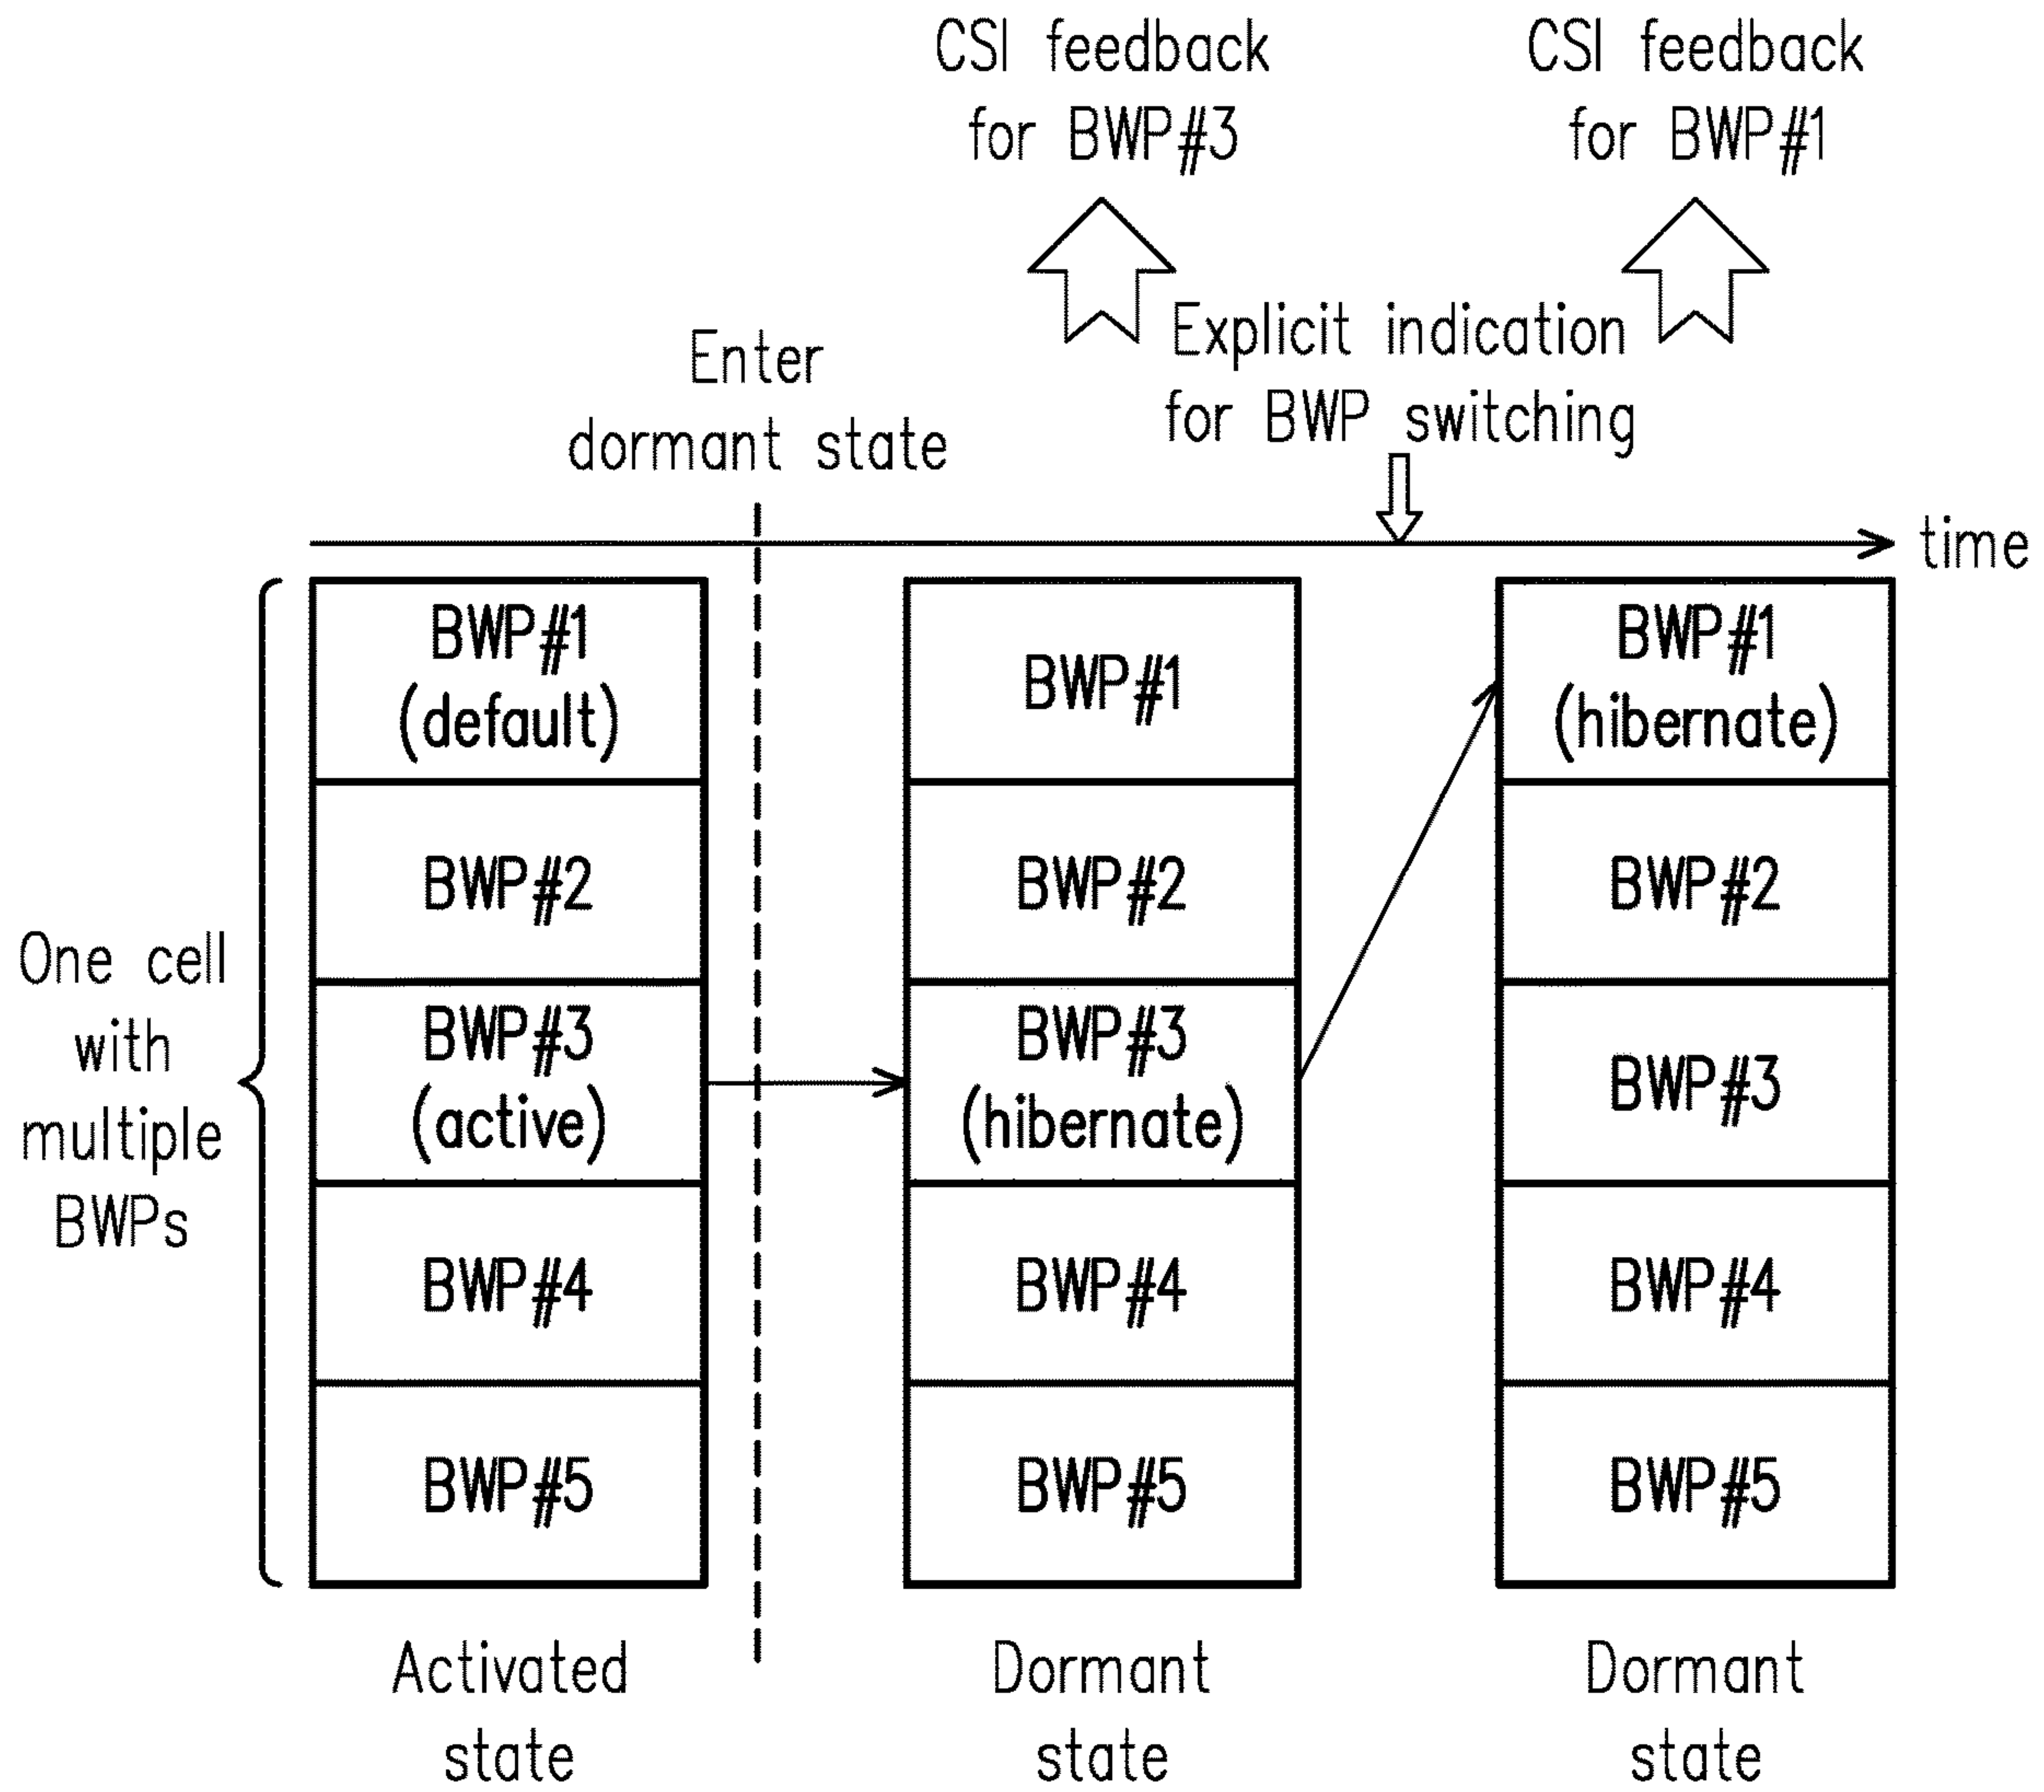 CSI feedback
for BWP#3
CSI feedback
for BWP#1
Explicit indication
for BWP switching
Enter
dormant state
time
One cell
with
multiple
BWPs
BWP#1
(default)
BWP#2
BWP#3
(active)
BWP#4
BWP#5
Activated
state
BWP#1
BWP#2
BWP#3
(hibernate)
BWP#4
BWP#5
Dormant
state
BWP#1
(hibernate)
BWP#2
BWP#3
BWP#4
BWP#5
Dormant
state